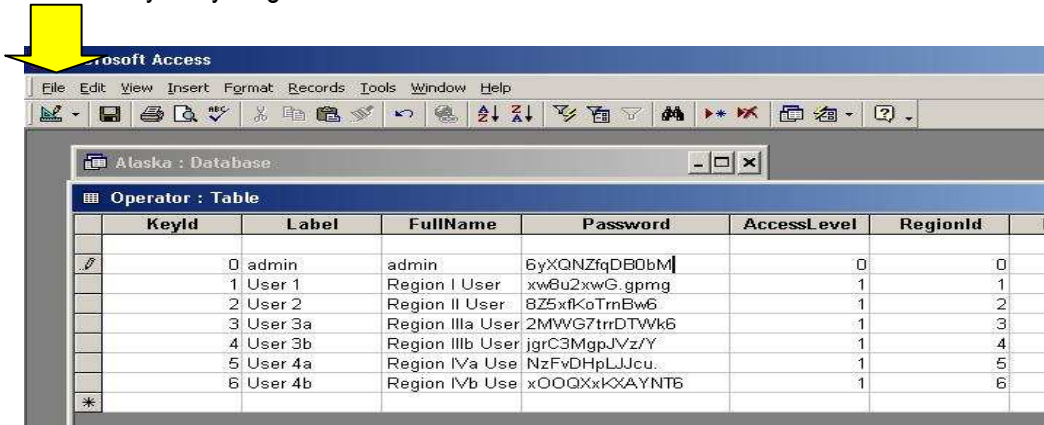 Microsoft Access
File Edit View Insert Format Records Tools Window Help
Alaska : Database
Operator : Table
KeyId Label FullName Password AccessLevel RegionId
0 admin admin 6yXQNZfqDB0bM 0 0
1 User 1 Region I User xw8u2xwG.gpmg 1 1
2 User 2 Region II User 8Z5xfKoTrnBw6 1 2
3 User 3a Region IIIa User 2MWG7trrDTWk6 1 3
4 User 3b Region IIIb User jgrC3MgpJVz/Y 1 4
5 User 4a Region IVa Use NzFvDHpLJJcu. 1 5
6 User 4b Region IVb Use xOOQXxKXAYNT6 1 6